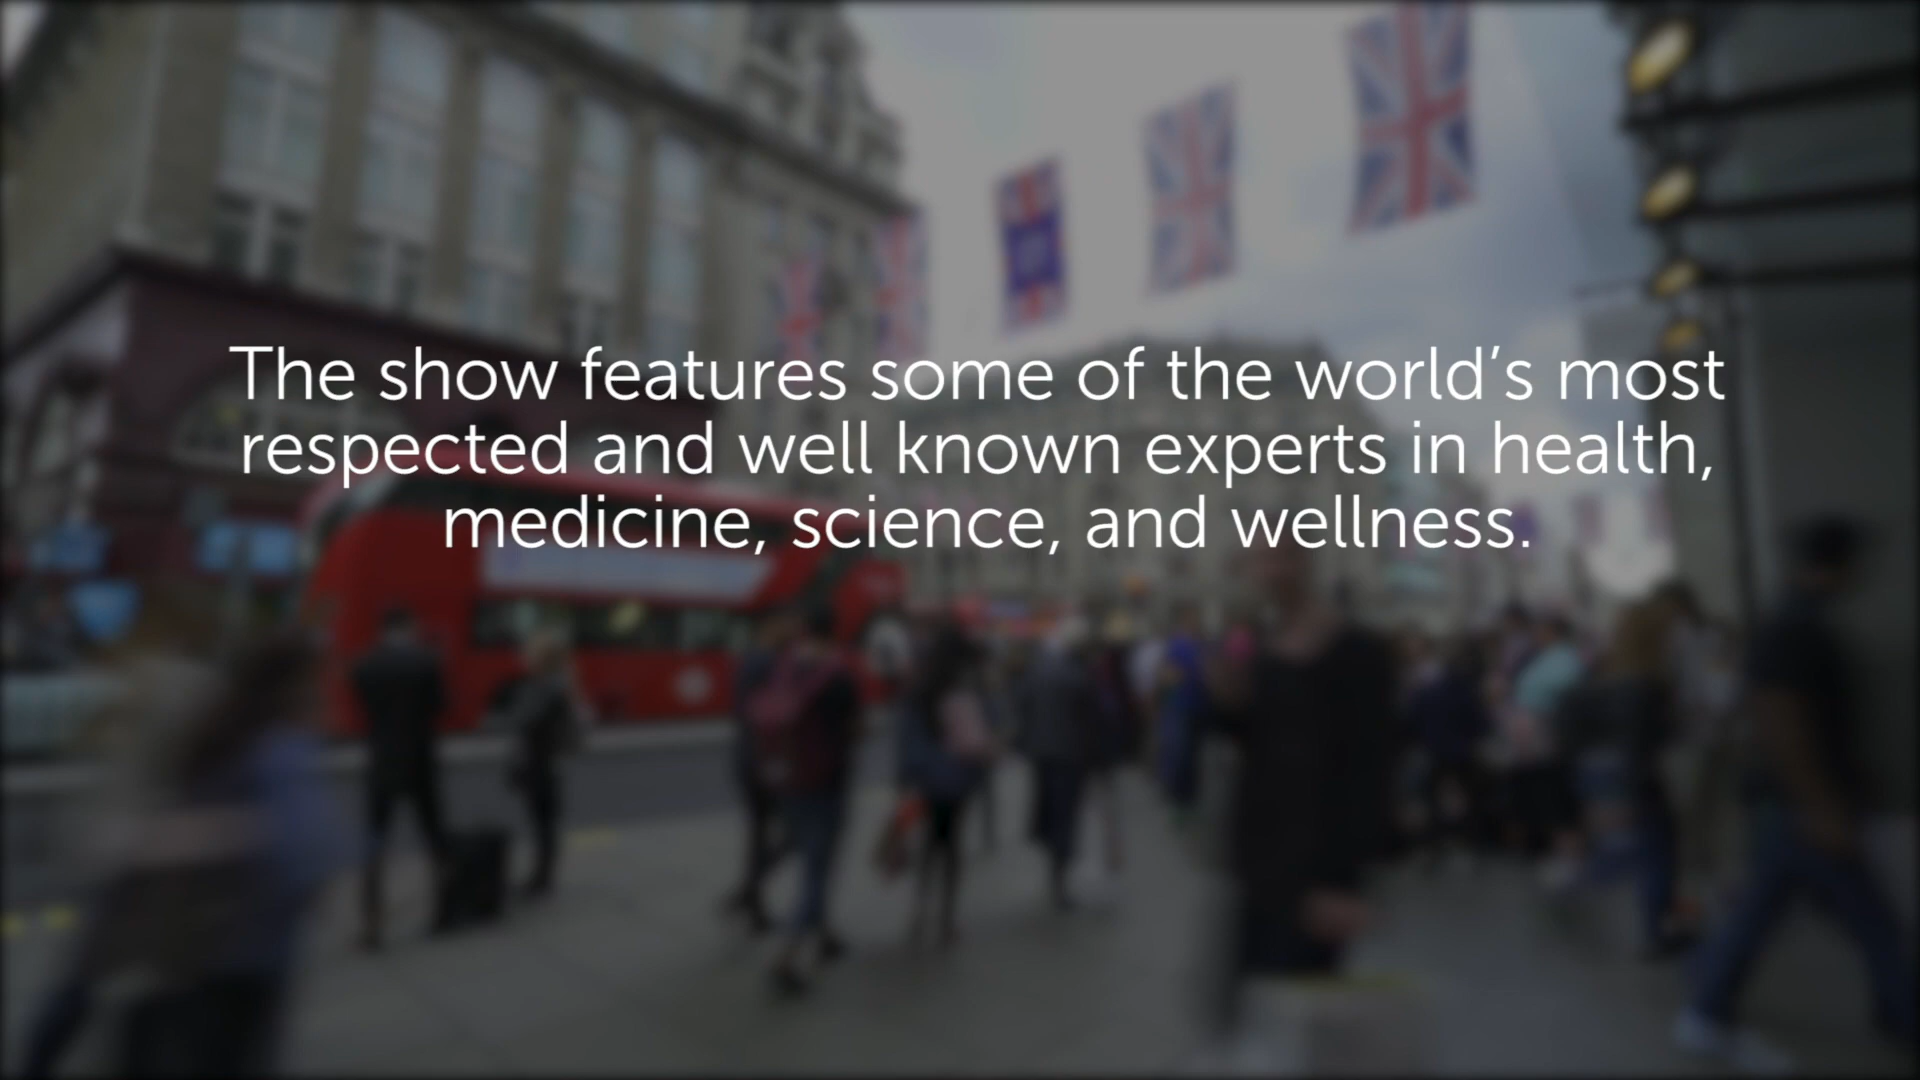 The show features some of the world’s most
respected and well known experts in health,
medicine, science, and wellness.